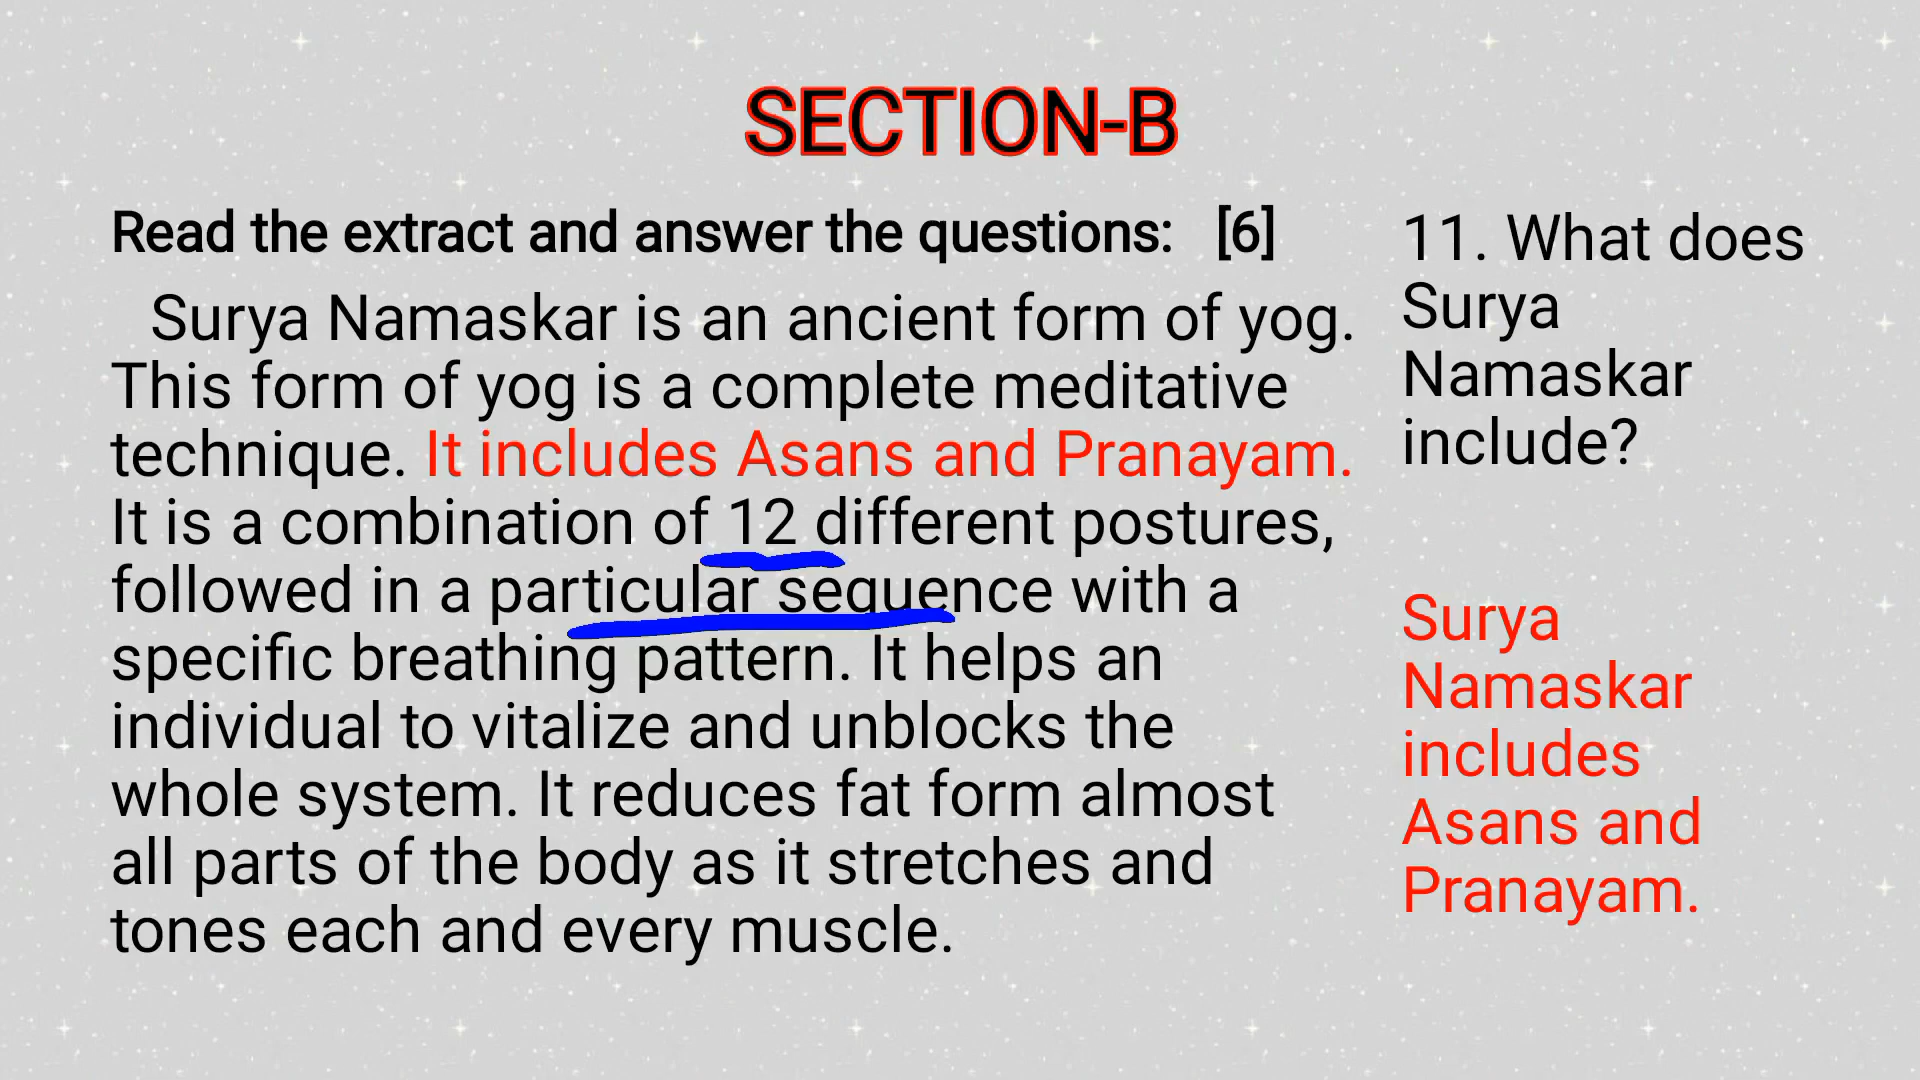 SECTION-B
Read the extract and answer the questions: [6]
Surya Namaskar is an ancient form of yog.
This form of yog is a complete meditative
technique. It includes Asans and Pranayam.
It is a combination of 12 different postures,
followed in a particular sequence with a
specific breathing pattern. It helps an
individual to vitalize and unblocks the
whole system. It reduces fat form almost
all parts of the body as it stretches and
tones each and every muscle.
11. What does
Surya
Namaskar
include?
Surya
Namaskar
includes
Asans and
Pranayam.